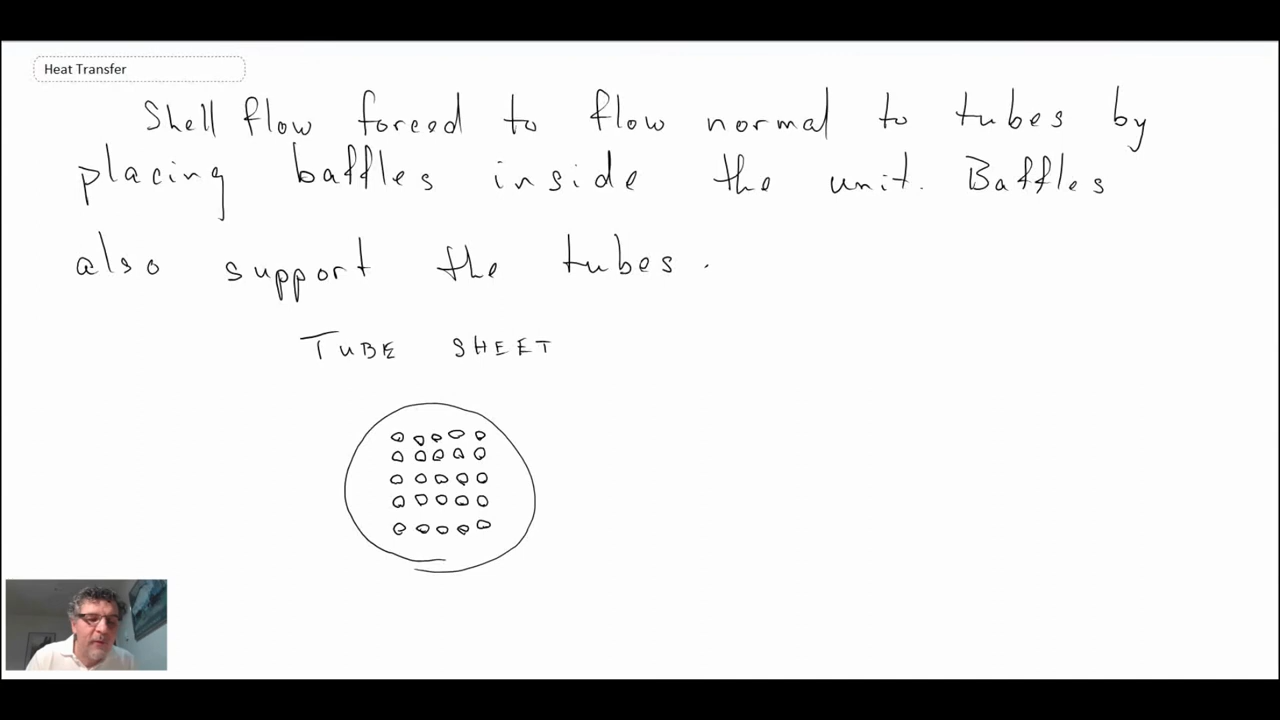 Heat Transfer
Shell flow forced to flow normal to tubes by
placing baffles inside the unit. Baffles
also support the tubes.
TUBE SHEET